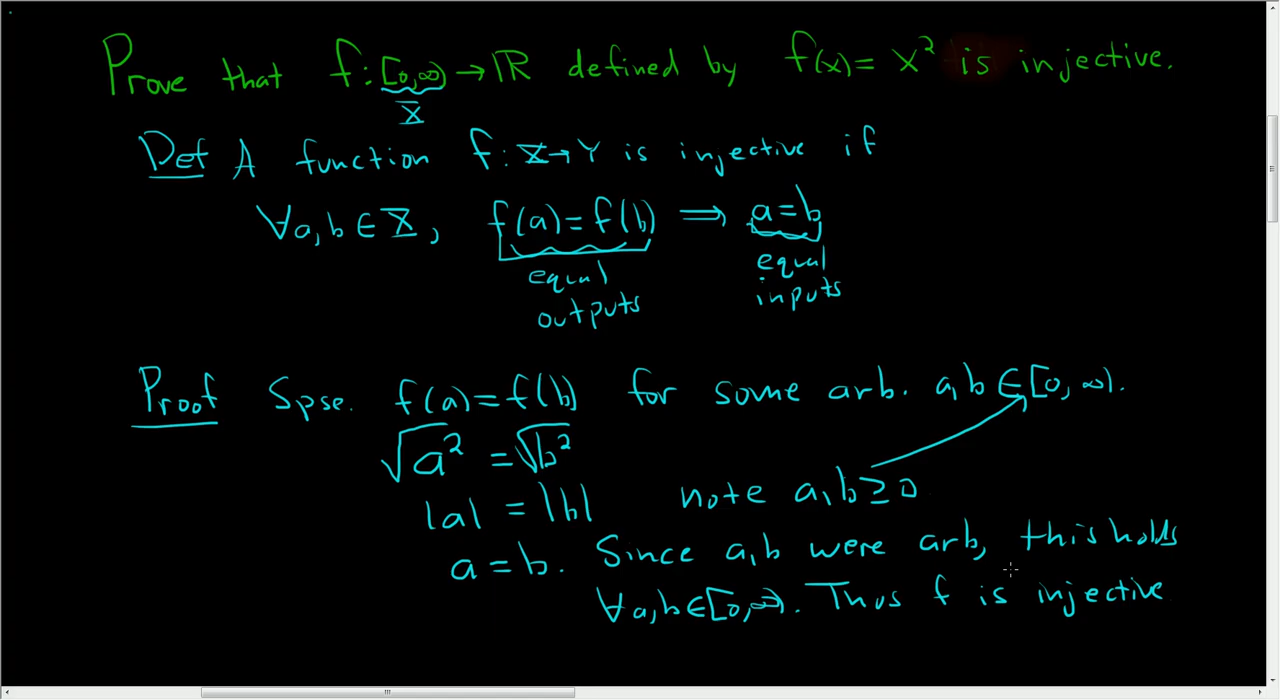 Prove that f:[0,∞)→ℝ defined by f(x)= x² is injective.
X
Def A function f:X→Y is injective if
∀a,b∈X, f(a)=f(b) ⟹ a=b
equal outputs
equal inputs
Proof Spse. f(a)=f(b) for some arb. a,b∈[0,∞).
√a² = √b²
|a| = |b| note a,b≥0
a=b. Since a,b were arb, this holds
∀a,b∈[0,∞). Thus f is injective